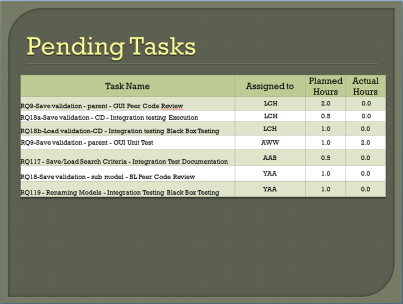 Pending Tasks
Task Name Assigned to Planned Hours Actual Hours
RQ9-Save validation - parent - GUI Peer Code Review LCH 2.0 0.0
RQ18a-Save validation - CD - Integration testing Execution LCH 0.5 0.0
RQ18b-Load validation-CD - Integration testing Black Box Testing LCH 1.0 0.0
RQ9-Save validation - parent - GUI Unit Test AWW 1.0 2.0
RQ117 - Save/Load Search Criteria - Integration Test Documentation AAB 0.5 0.0
RQ18-Save validation - sub model - BL Peer Code Review YAA 1.0 0.0
RQ119 - Renaming Models - Integration Testing Black Box Testing YAA 1.0 0.0